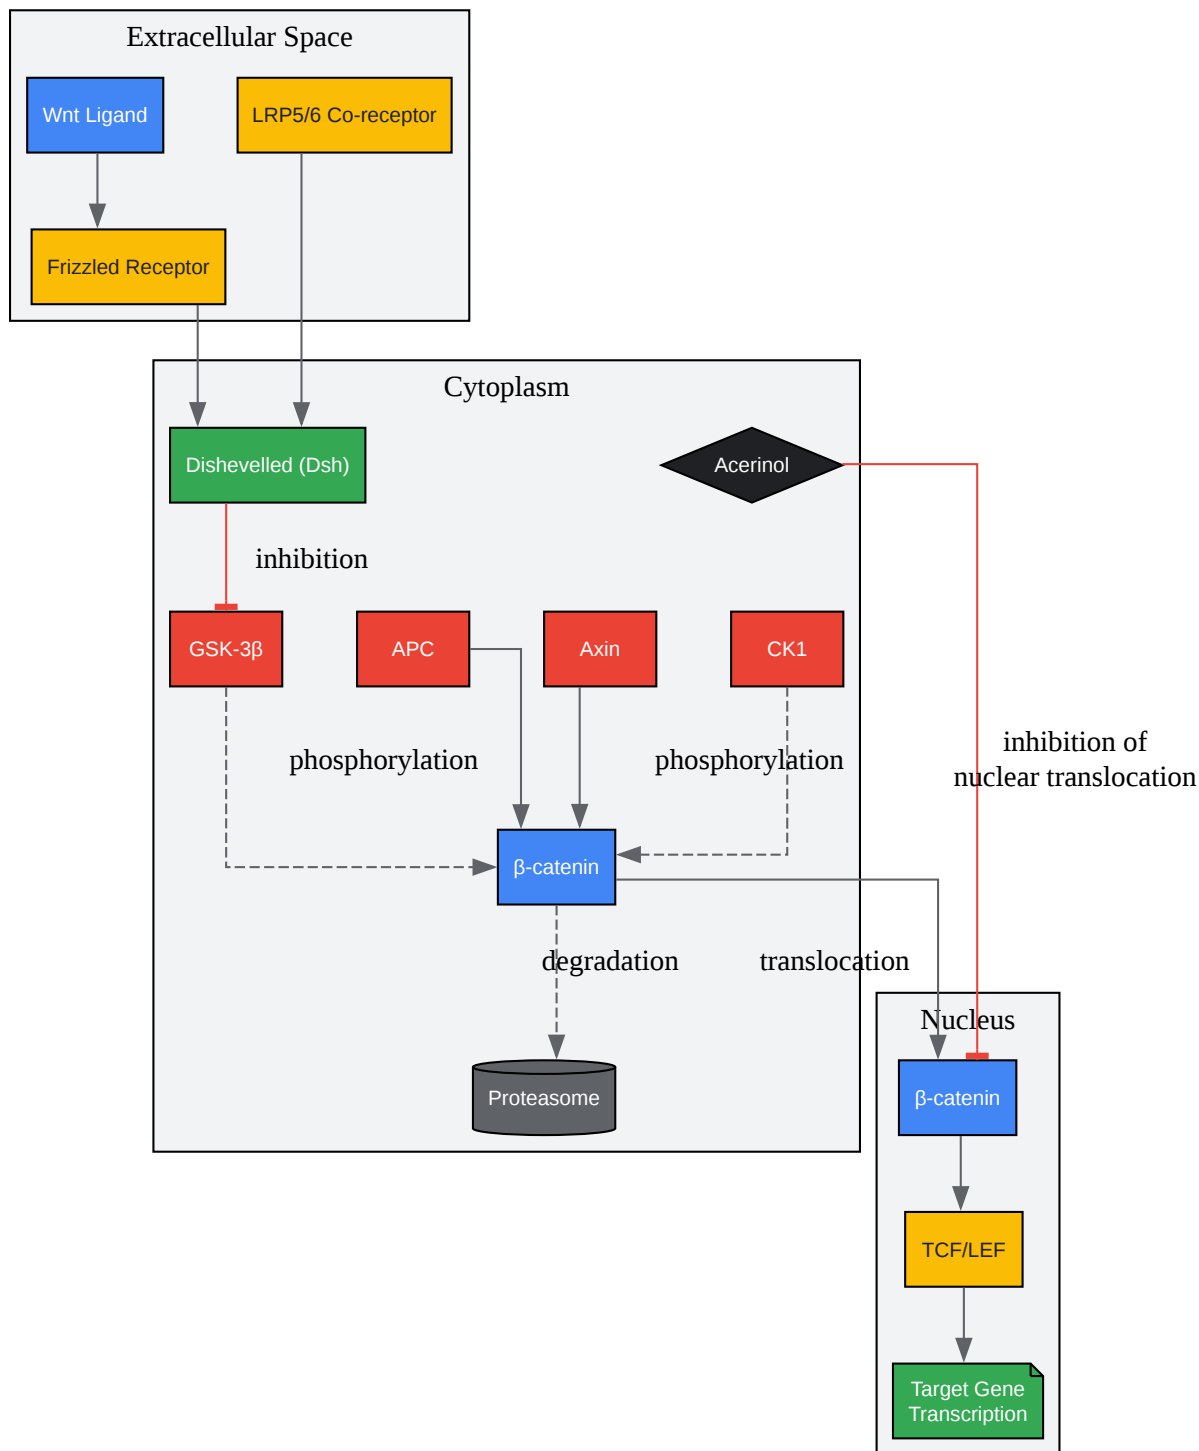 Extracellular Space
Wnt Ligand
LRP5/6 Co-receptor
Frizzled Receptor
Cytoplasm
Dishevelled (Dsh)
Acerinol
inhibition
GSK-3β
APC
Axin
CK1
phosphorylation
phosphorylation
inhibition of
nuclear translocation
β-catenin
degradation
translocation
Nucleus
Proteasome
β-catenin
TCF/LEF
Target Gene
Transcription